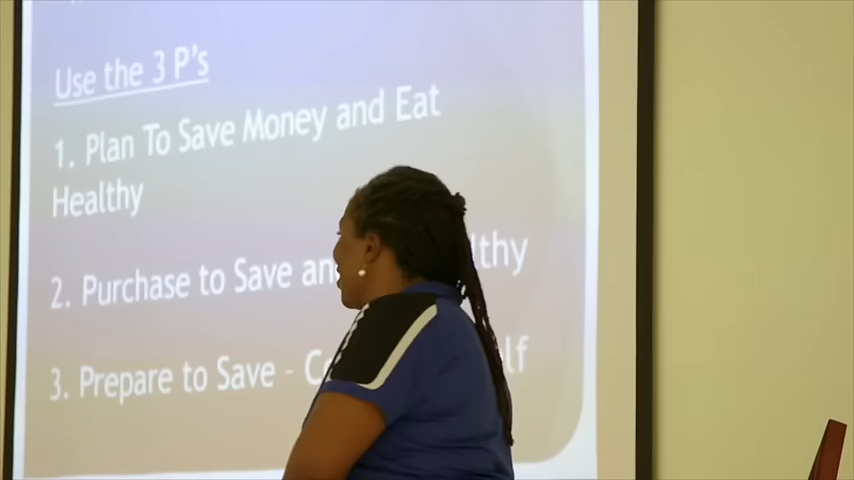 Use the 3 P's
1. Plan To Save Money and Eat
Healthy
2. Purchase to Save an lthy
3. Prepare to Save - C lf